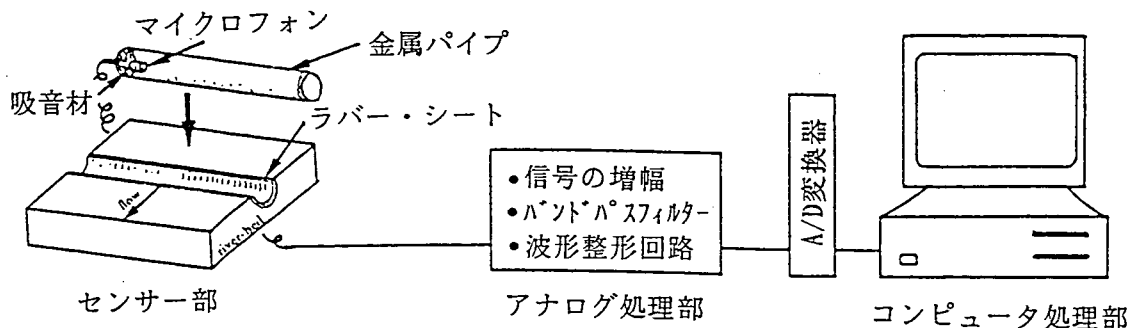 マイクロフォン
金属パイプ
吸音材
ラバー・シート
flow
river-bed
•信号の増幅
•バンドパスフィルター
•波形整形回路
A/D変換器
センサー部
アナログ処理部
コンピュータ処理部